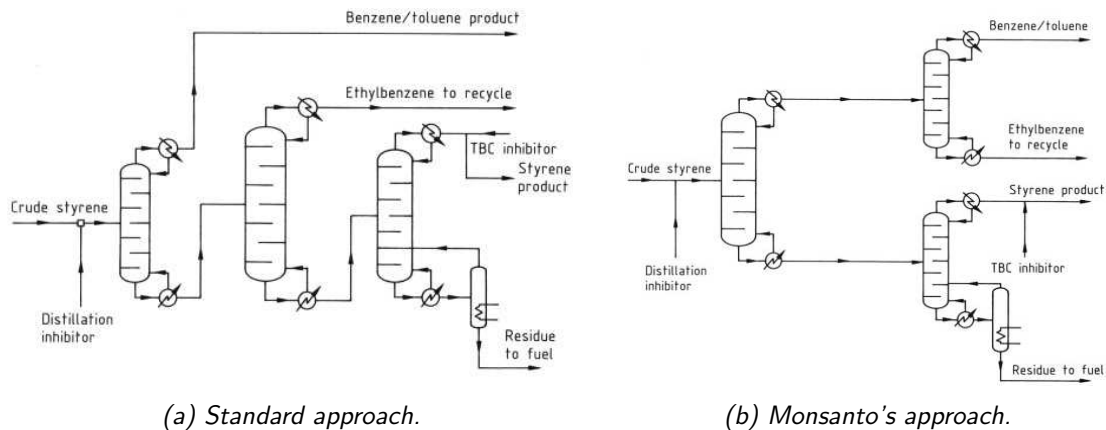 Benzene/toluene product
Ethylbenzene to recycle
TBC inhibitor
Styrene
product
Crude styrene
Distillation
inhibitor
Residue
to fuel
(a) Standard approach.
Benzene/toluene
Ethylbenzene
to recycle
Crude styrene
Styrene product
Distillation
inhibitor
TBC inhibitor
Residue to fuel
(b) Monsanto's approach.